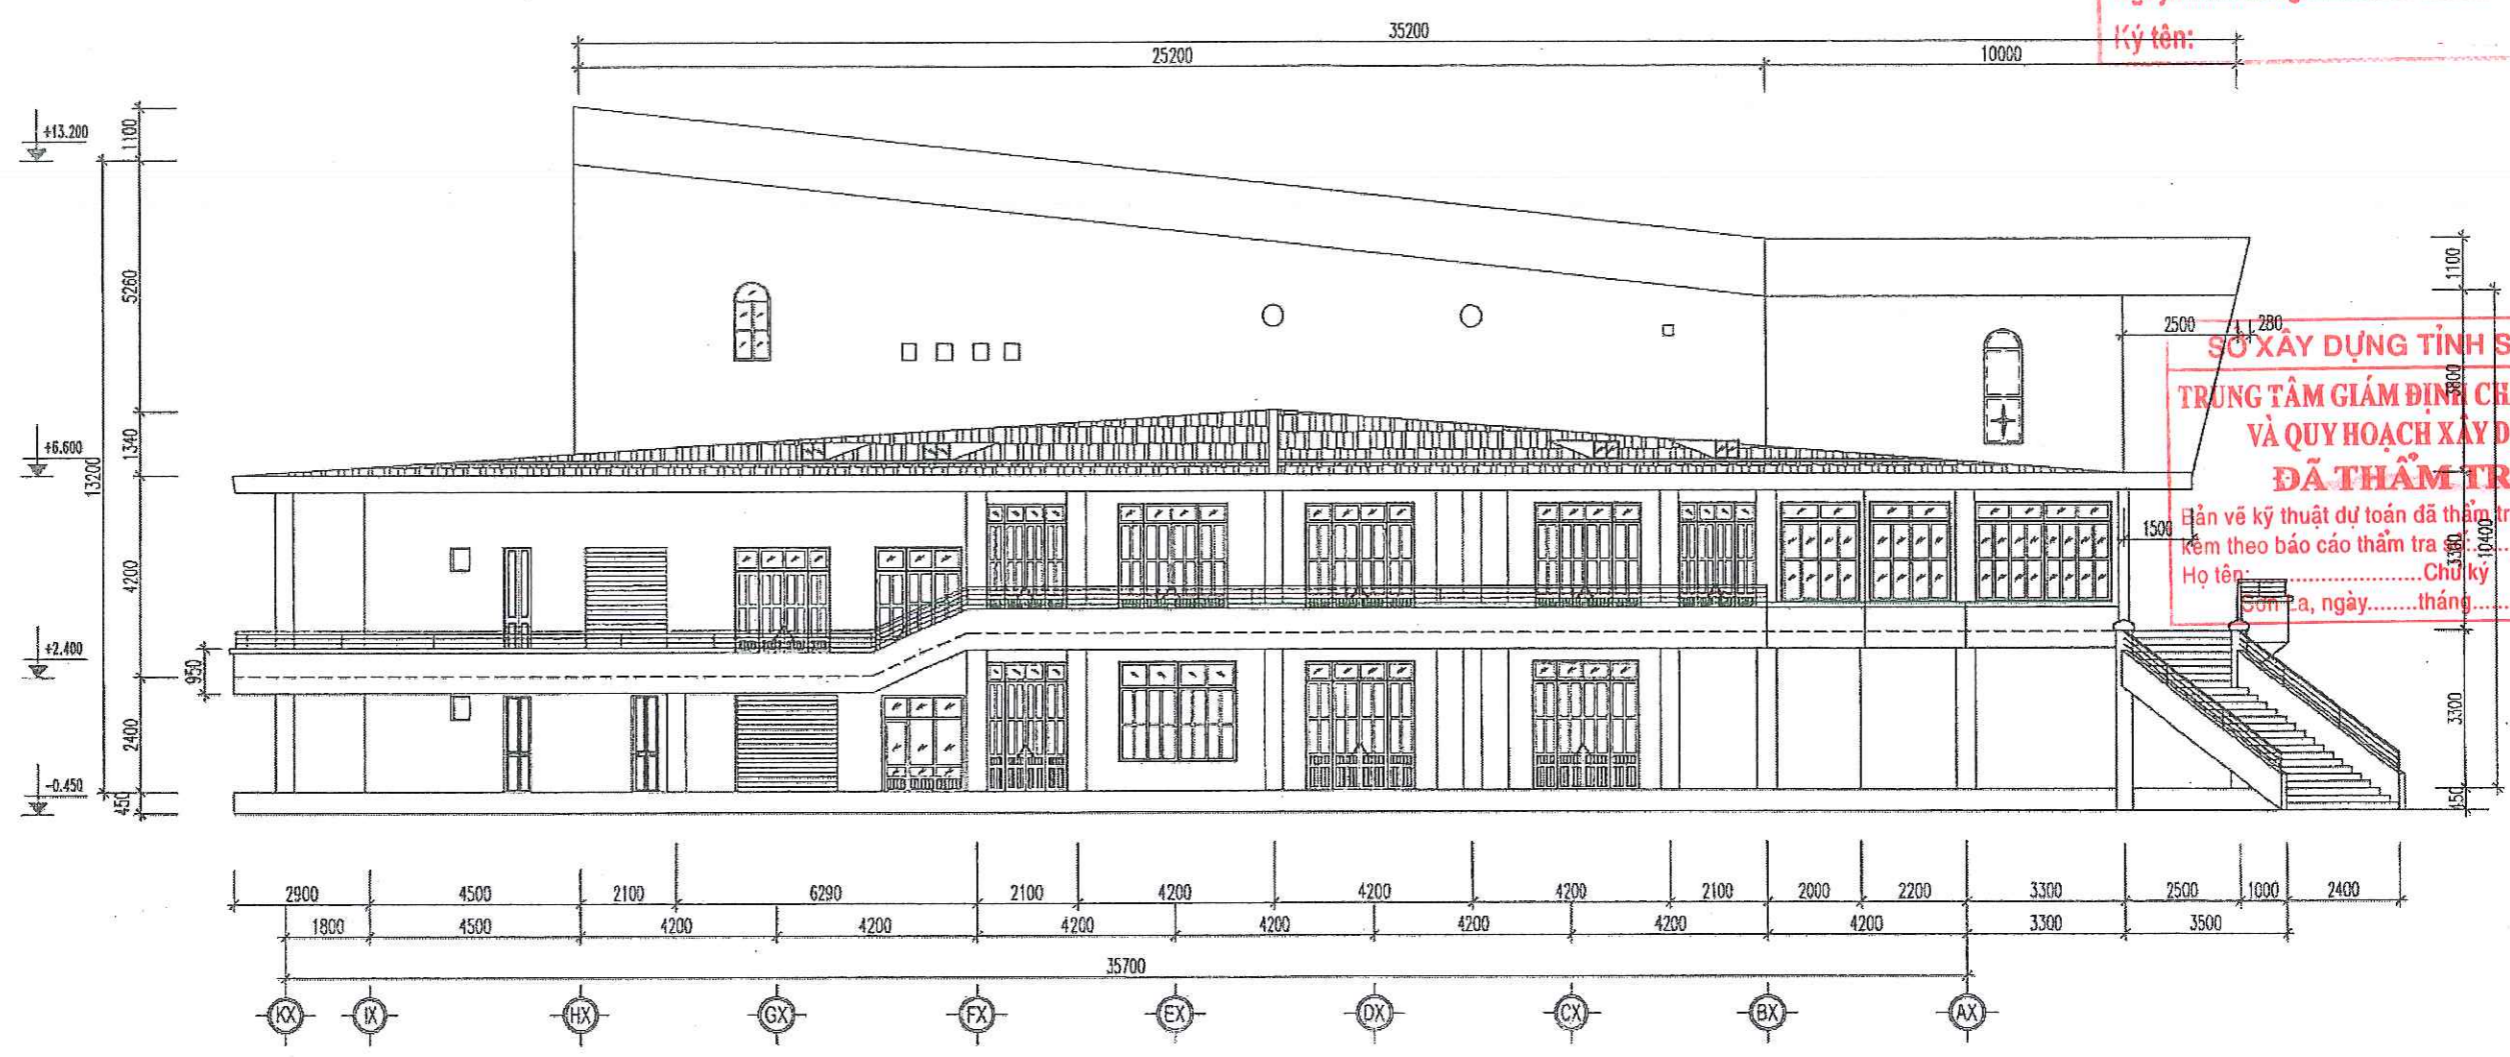 Ký tên:
35200
25200
10000
+13.200
1100
5260
1340
+6.600
13200
4200
+2.400
950
2400
-0.450
450
1100
2500
280
3800
10400
1500
3300
3300
450
SỞ XÂY DỰNG TỈNH S
TRUNG TÂM GIÁM ĐỊNH CH
VÀ QUY HOẠCH XÂY D
ĐÃ THẨM TR
Bản vẽ kỹ thuật dự toán đã thẩm tr
kèm theo báo cáo thẩm tra số:.....
Họ tên:......................Chữ ký
Sơn La, ngày........tháng......
2900 4500 2100 6290 2100 4200 4200 4200 2100 2000 2200 3300 2500 1000 2400
1800 4500 4200 4200 4200 4200 4200 4200 4200 3300 3500
35700
KX IX HX GX FX EX DX CX BX AX